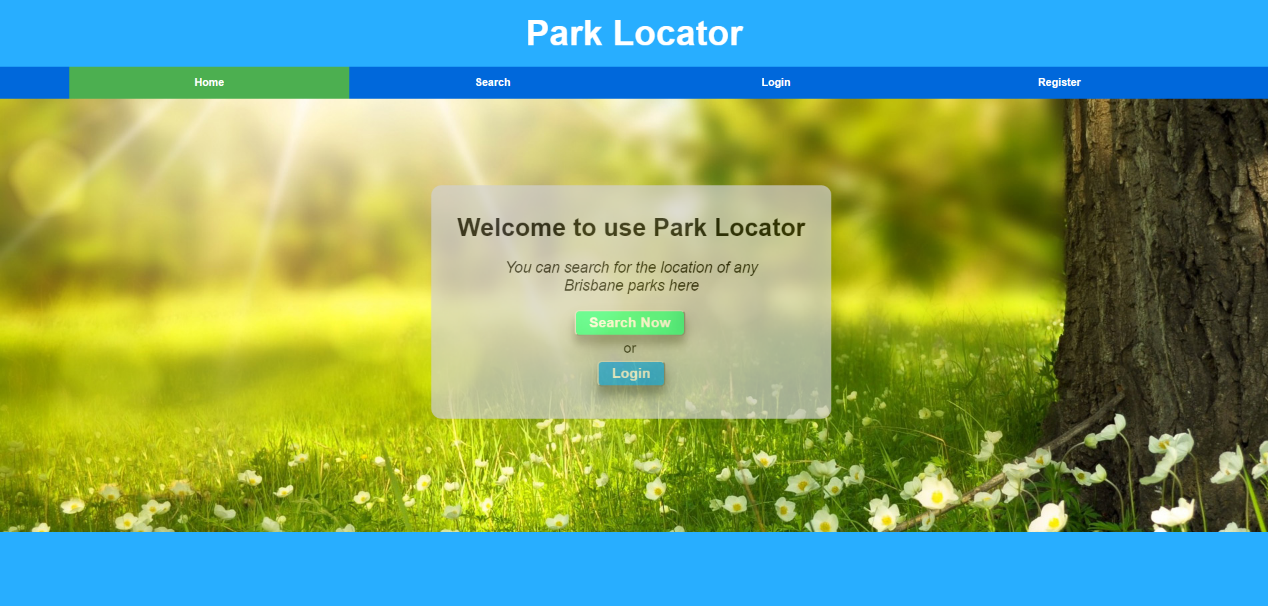 Park Locator
Home Search Login Register
Welcome to use Park Locator
You can search for the location of any
Brisbane parks here
Search Now
or
Login